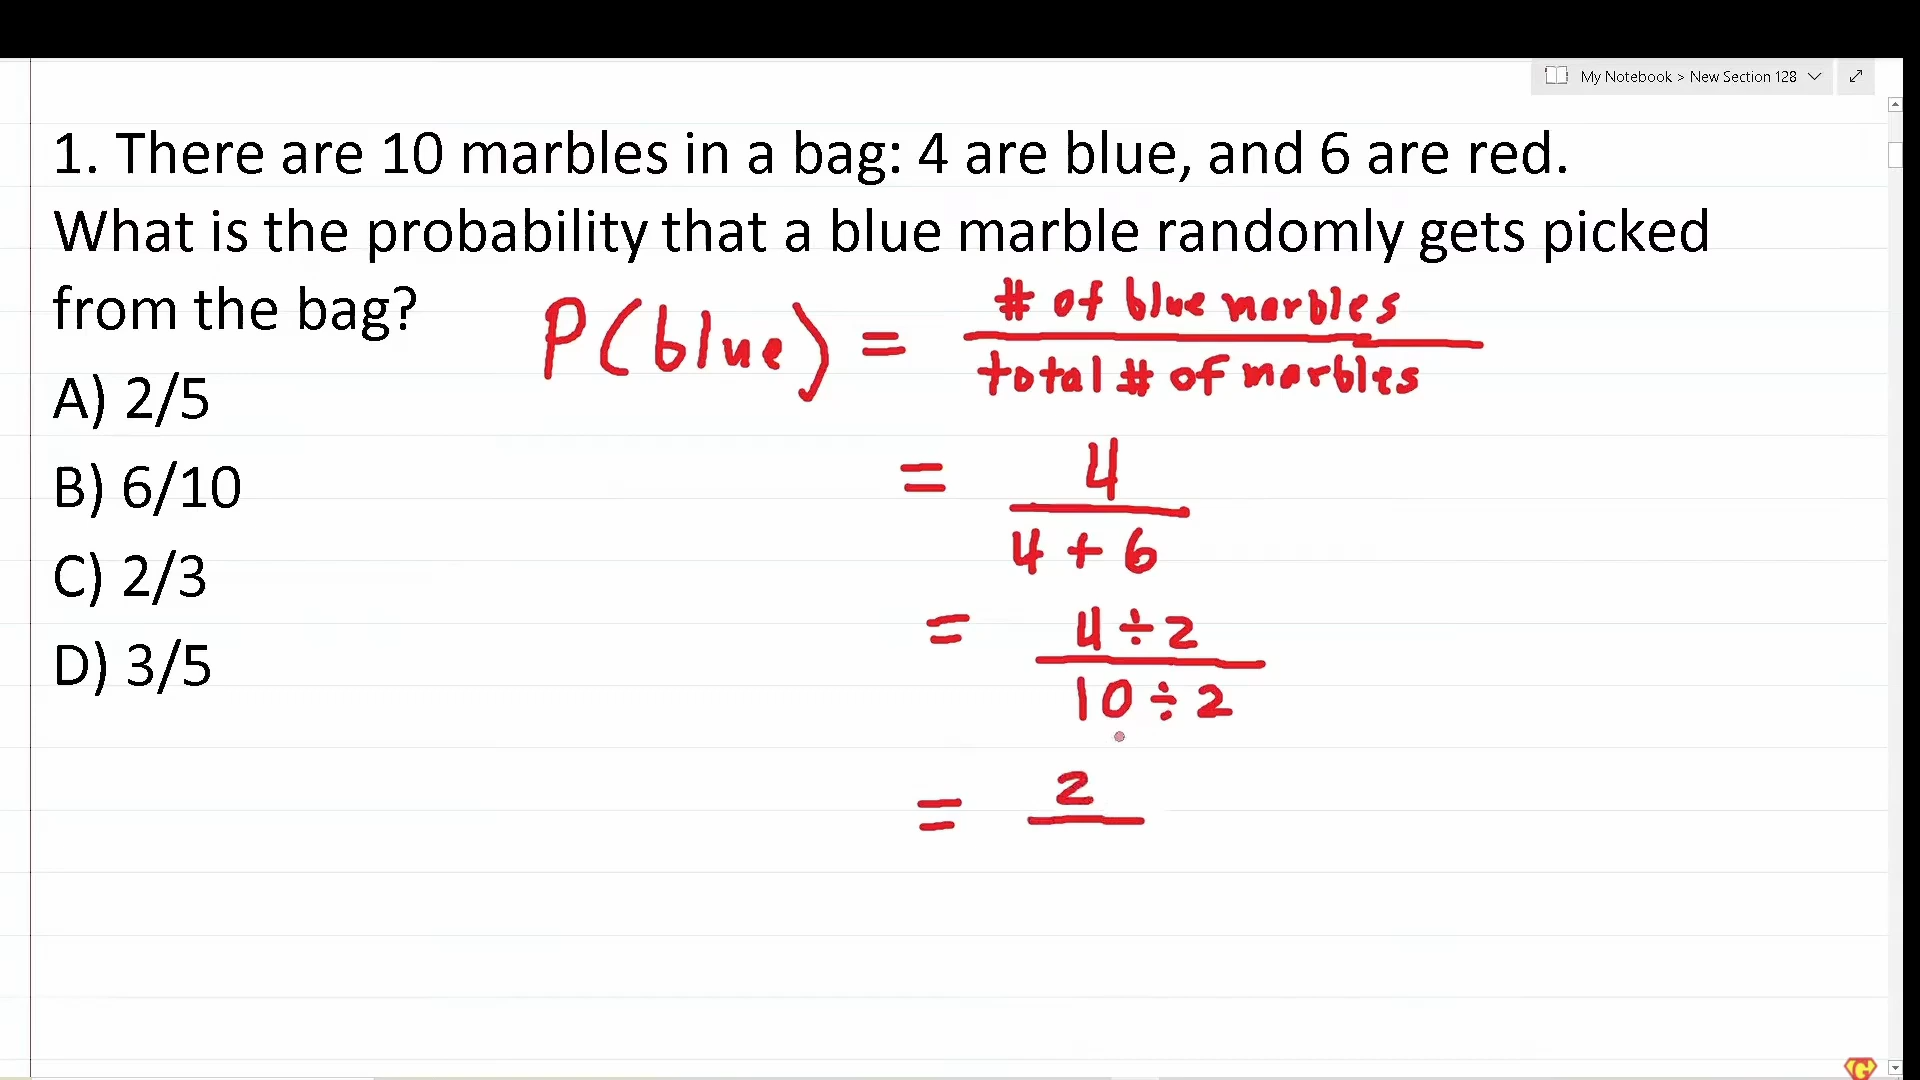 My Notebook > New Section 128
1. There are 10 marbles in a bag: 4 are blue, and 6 are red.
What is the probability that a blue marble randomly gets picked
from the bag?
P(blue) = # of blue marbles
total # of marbles
A) 2/5
= 4
4 + 6
B) 6/10
C) 2/3
= 4 ÷ 2
10 ÷ 2
D) 3/5
= 2
G